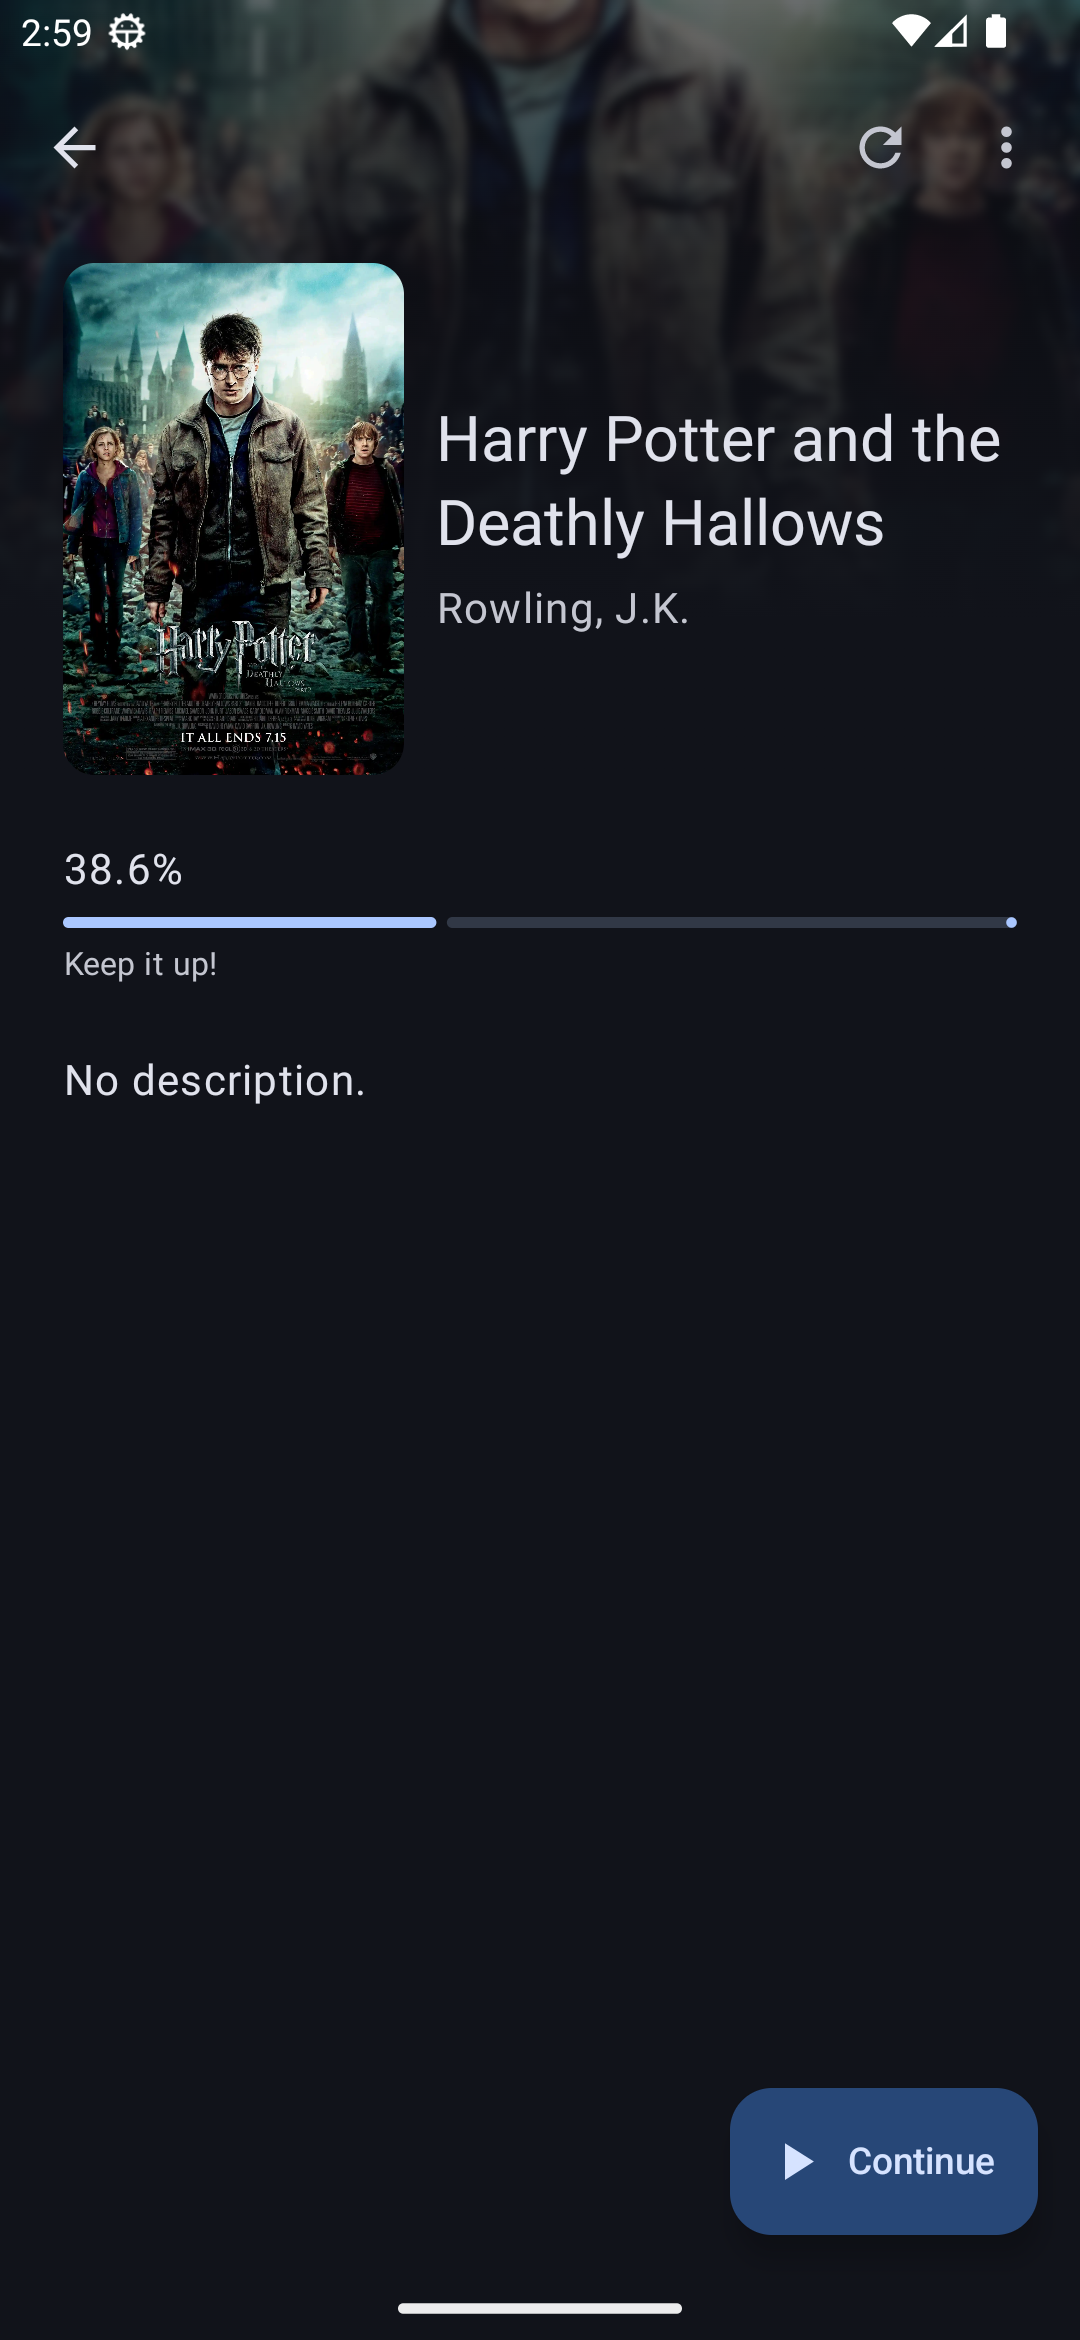 2:59
Harry Potter and the
Deathly Hallows
Rowling, J.K.
Harry Potter
DEATHLY
HALLOWS
IT ALL ENDS 7.15
38.6%
Keep it up!
No description.
Continue